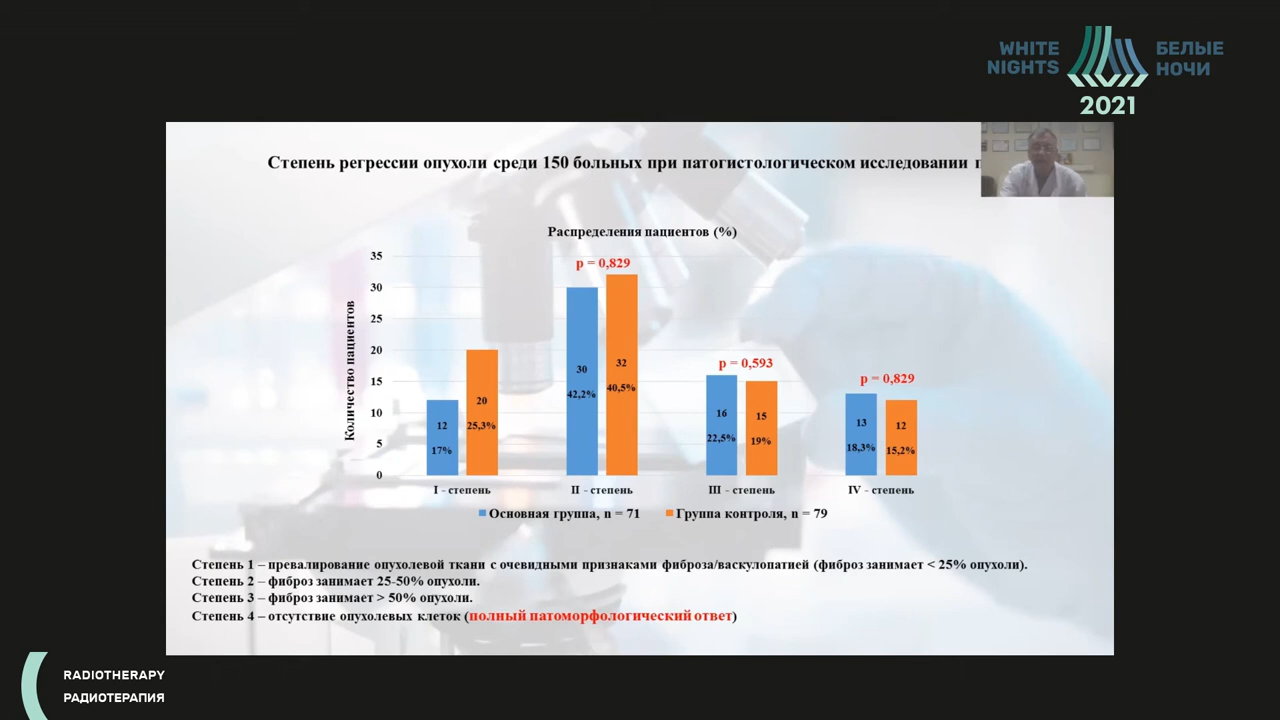 WHITE NIGHTS
БЕЛЫЕ НОЧИ
2021
Степень регрессии опухоли среди 150 больных при патогистологическом исследовании
Распределения пациентов (%)
Количество пациентов
35
30
25
20
15
10
5
0
p = 0,829
p = 0,593
p = 0,829
12
17%
20
25,3%
30
42,2%
32
40,5%
16
22,5%
15
19%
13
18,3%
12
15,2%
I - степень
II - степень
III - степень
IV - степень
Основная группа, n = 71
Группа контроля, n = 79
Степень 1 – превалирование опухолевой ткани с очевидными признаками фиброза/васкулопатией (фиброз занимает < 25% опухоли).
Степень 2 – фиброз занимает 25-50% опухоли.
Степень 3 – фиброз занимает > 50% опухоли.
Степень 4 – отсутствие опухолевых клеток (полный патоморфологический ответ)
RADIOTHERAPY
РАДИОТЕРАПИЯ